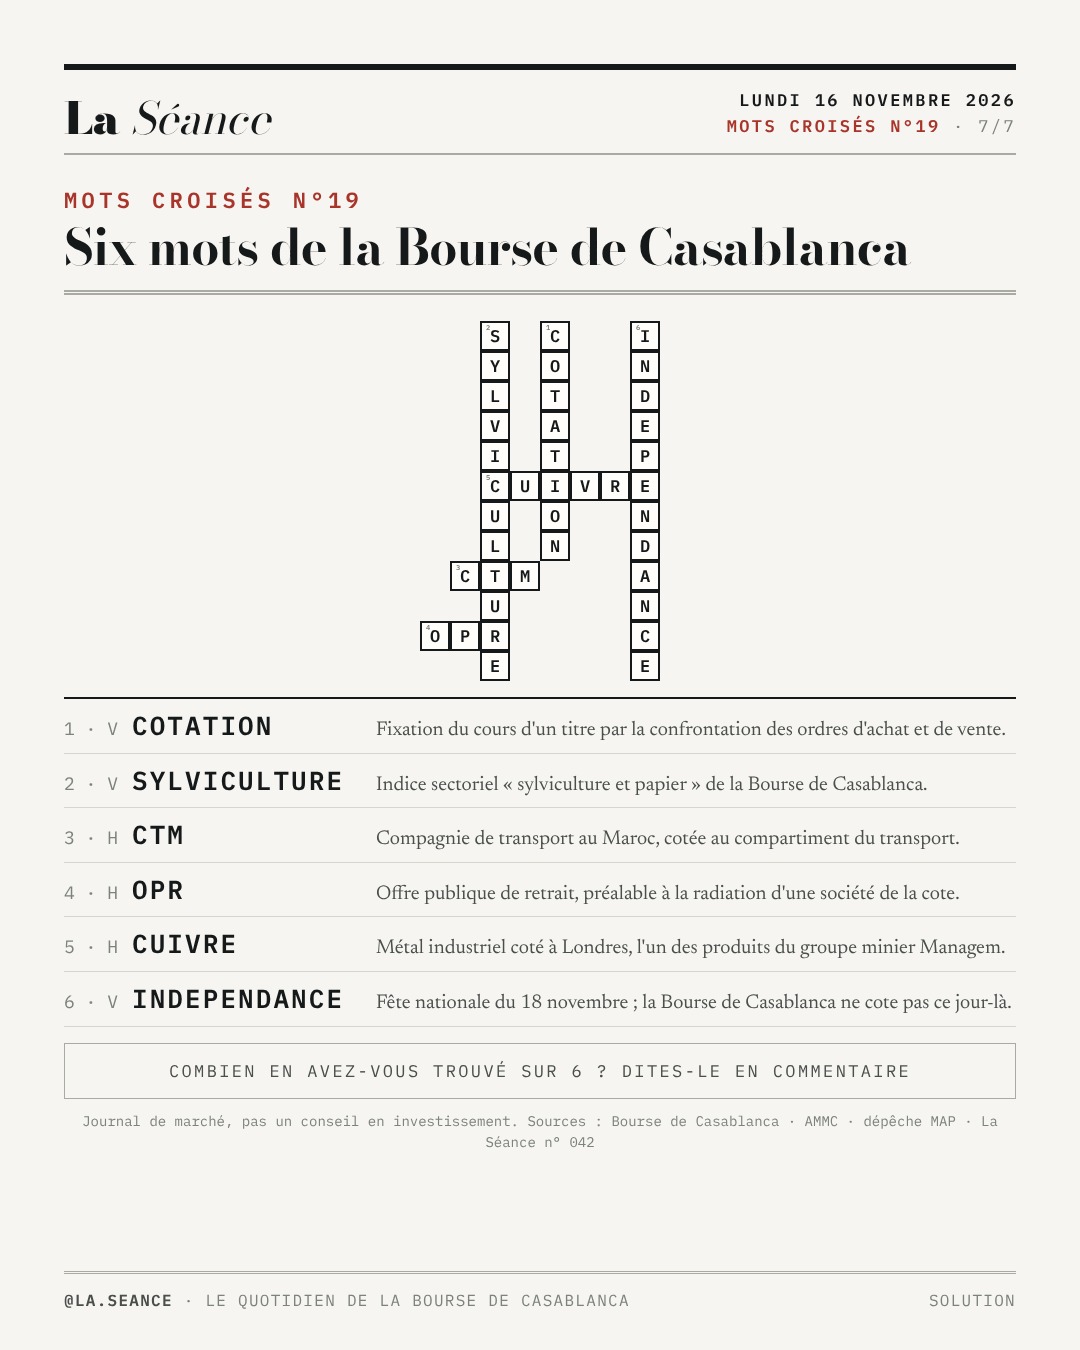 La Séance
LUNDI 16 NOVEMBRE 2026
MOTS CROISÉS N°19 · 7/7
MOTS CROISÉS N°19
Six mots de la Bourse de Casablanca
2S 1C 6I
Y O N
L T D
V A E
I T P
5C U I V R E
U O N
L N D
3C T M A
U N
4O P R C
E E
1 · V COTATION Fixation du cours d'un titre par la confrontation des ordres d'achat et de vente.
2 · V SYLVICULTURE Indice sectoriel « sylviculture et papier » de la Bourse de Casablanca.
3 · H CTM Compagnie de transport au Maroc, cotée au compartiment du transport.
4 · H OPR Offre publique de retrait, préalable à la radiation d'une société de la cote.
5 · H CUIVRE Métal industriel coté à Londres, l'un des produits du groupe minier Managem.
6 · V INDEPENDANCE Fête nationale du 18 novembre ; la Bourse de Casablanca ne cote pas ce jour-là.
COMBIEN EN AVEZ-VOUS TROUVÉ SUR 6 ? DITES-LE EN COMMENTAIRE
Journal de marché, pas un conseil en investissement. Sources : Bourse de Casablanca · AMMC · dépêche MAP · La
Séance n° 042
@LA.SEANCE · LE QUOTIDIEN DE LA BOURSE DE CASABLANCA
SOLUTION